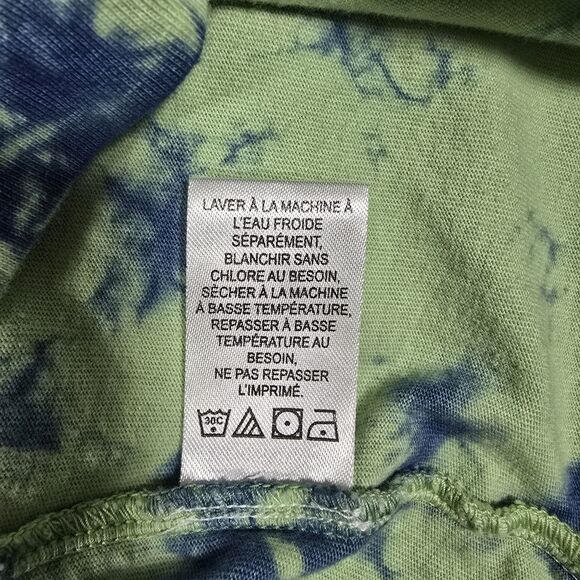 LAVER À LA MACHINE À
L'EAU FROIDE
SÉPARÉMENT,
BLANCHIR SANS
CHLORE AU BESOIN,
SÈCHER À LA MACHINE
À BASSE TEMPÉRATURE,
REPASSER À BASSE
TEMPÉRATURE AU
BESOIN,
NE PAS REPASSER
L'IMPRIMÉ.
30C